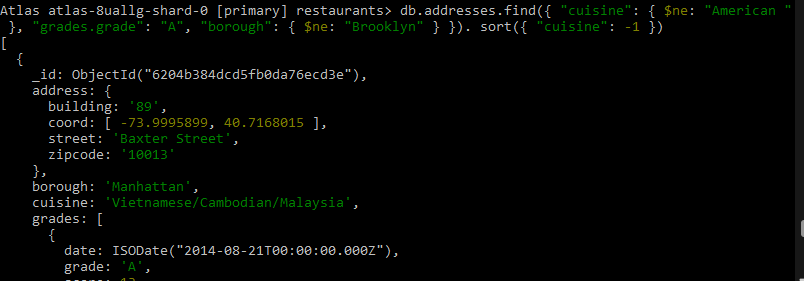 Atlas atlas-8uallg-shard-0 [primary] restaurants> db.addresses.find({ "cuisine": { $ne: "American "
 }, "grades.grade": "A", "borough": { $ne: "Brooklyn" } }). sort({ "cuisine": -1 })
[
  {
    _id: ObjectId("6204b384dcd5fb0da76ecd3e"),
    address: {
      building: '89',
      coord: [ -73.9995899, 40.7168015 ],
      street: 'Baxter Street',
      zipcode: '10013'
    },
    borough: 'Manhattan',
    cuisine: 'Vietnamese/Cambodian/Malaysia',
    grades: [
      {
        date: ISODate("2014-08-21T00:00:00.000Z"),
        grade: 'A',